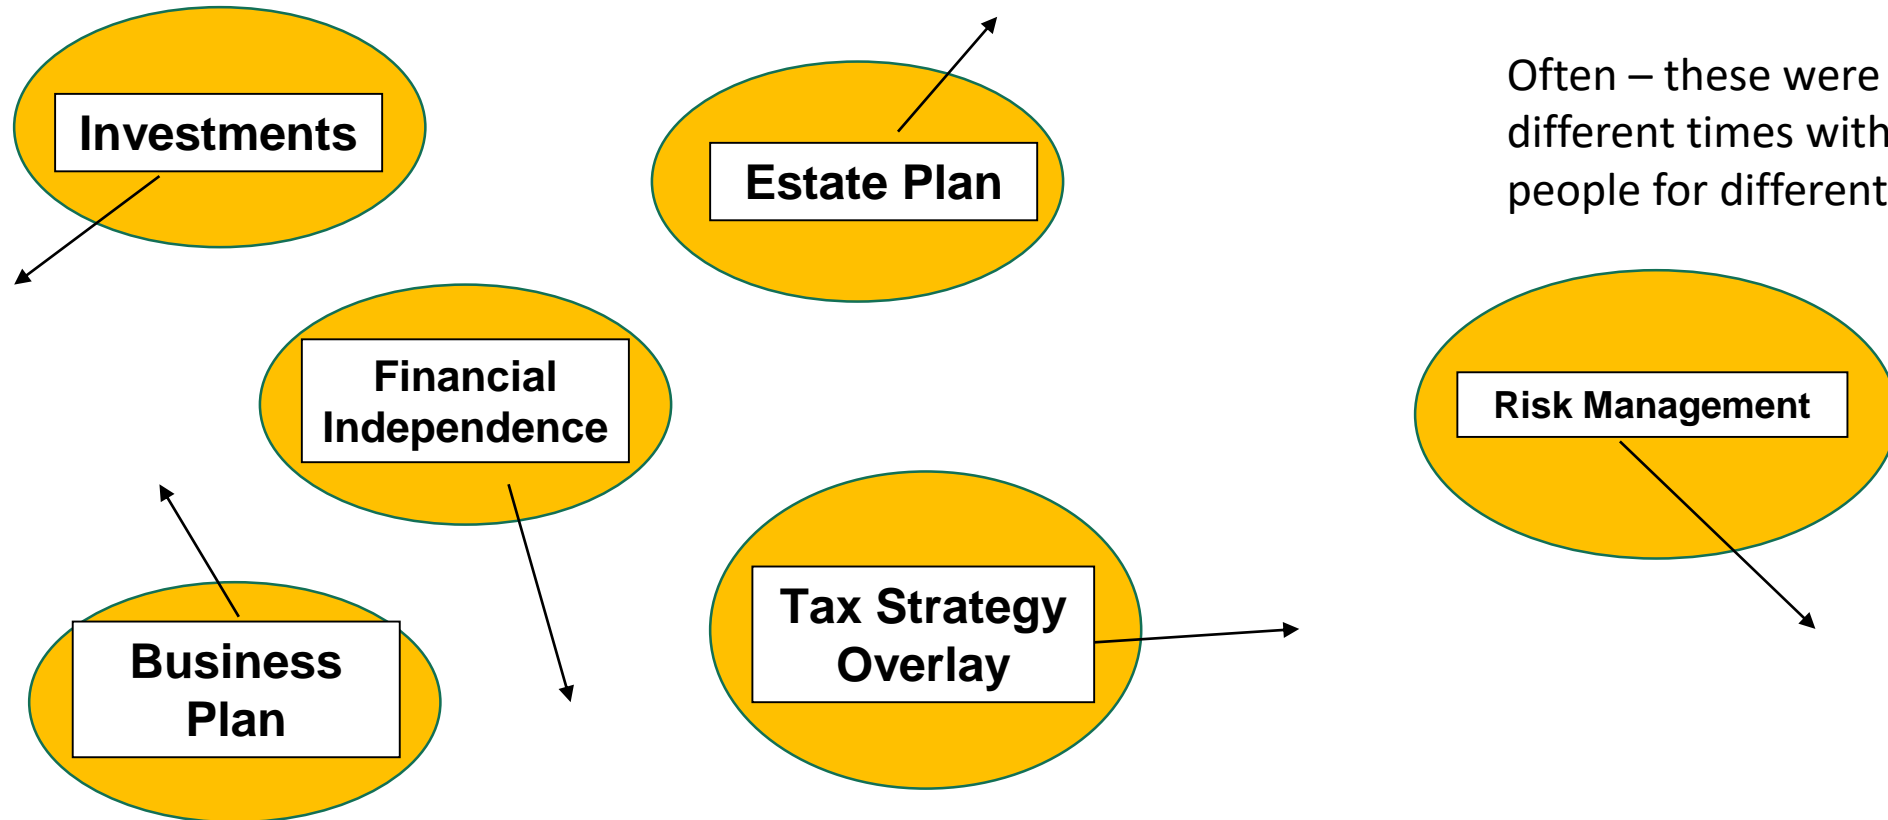 Investments
Estate Plan
Often – these were
different times with
people for different
Financial
Independence
Risk Management
Tax Strategy
Overlay
Business
Plan